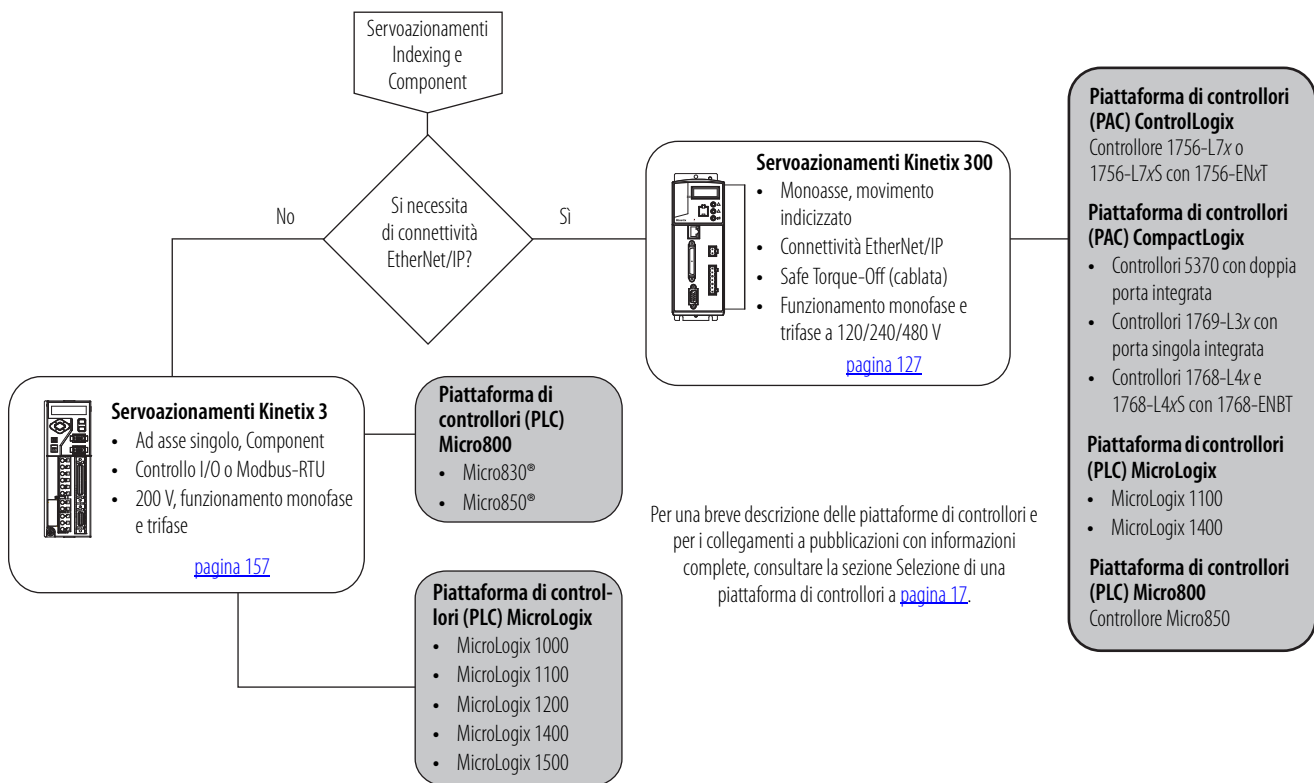 Servoazionamenti
Indexing e
Component
No
Si necessita
di connettività
EtherNet/IP?
Sì
Servoazionamenti Kinetix 300
• Monoasse, movimento
indicizzato
• Connettività EtherNet/IP
• Safe Torque-Off (cablata)
• Funzionamento monofase e
trifase a 120/240/480 V
pagina 127
Piattaforma di controllori
(PAC) ControlLogix
Controllore 1756-L7x o
1756-L7xS con 1756-ENxT
Piattaforma di controllori
(PAC) CompactLogix
• Controllori 5370 con doppia
porta integrata
• Controllori 1769-L3x con
porta singola integrata
• Controllori 1768-L4x e
1768-L4xS con 1768-ENBT
Piattaforma di controllori
(PLC) MicroLogix
• MicroLogix 1100
• MicroLogix 1400
Piattaforma di controllori
(PLC) Micro800
Controllore Micro850
Servoazionamenti Kinetix 3
• Ad asse singolo, Component
• Controllo I/O o Modbus-RTU
• 200 V, funzionamento monofase
e trifase
pagina 157
Piattaforma di
controllori (PLC)
Micro800
• Micro830®
• Micro850®
Per una breve descrizione delle piattaforme di controllori e
per i collegamenti a pubblicazioni con informazioni
complete, consultare la sezione Selezione di una
piattaforma di controllori a pagina 17.
Piattaforma di control-
lori (PLC) MicroLogix
• MicroLogix 1000
• MicroLogix 1100
• MicroLogix 1200
• MicroLogix 1400
• MicroLogix 1500